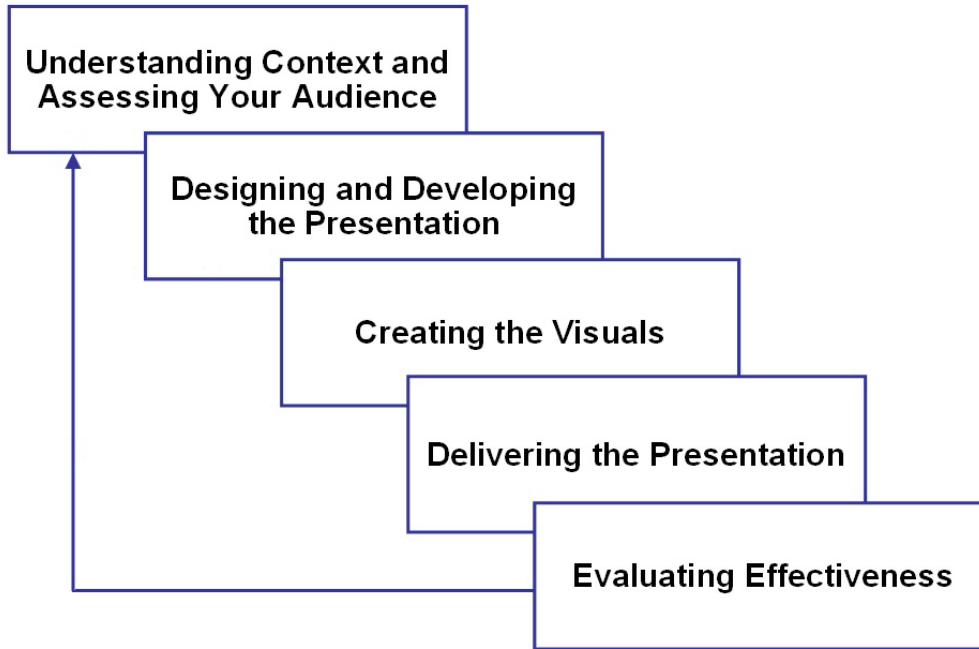 Understanding Context and
Assessing Your Audience
Designing and Developing
the Presentation
Creating the Visuals
Delivering the Presentation
Evaluating Effectiveness